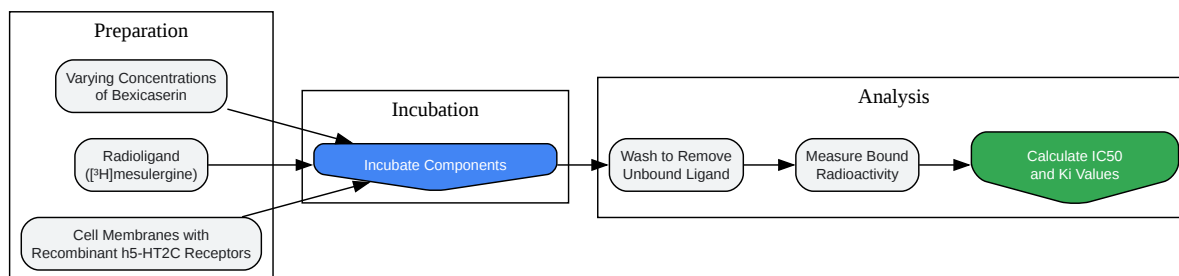 Preparation
Varying Concentrations
of Bexicaserin
Radioligand
([³H]mesulergine)
Cell Membranes with
Recombinant h5-HT2C Receptors
Incubation
Incubate Components
Analysis
Wash to Remove
Unbound Ligand
Measure Bound
Radioactivity
Calculate IC50
and Ki Values